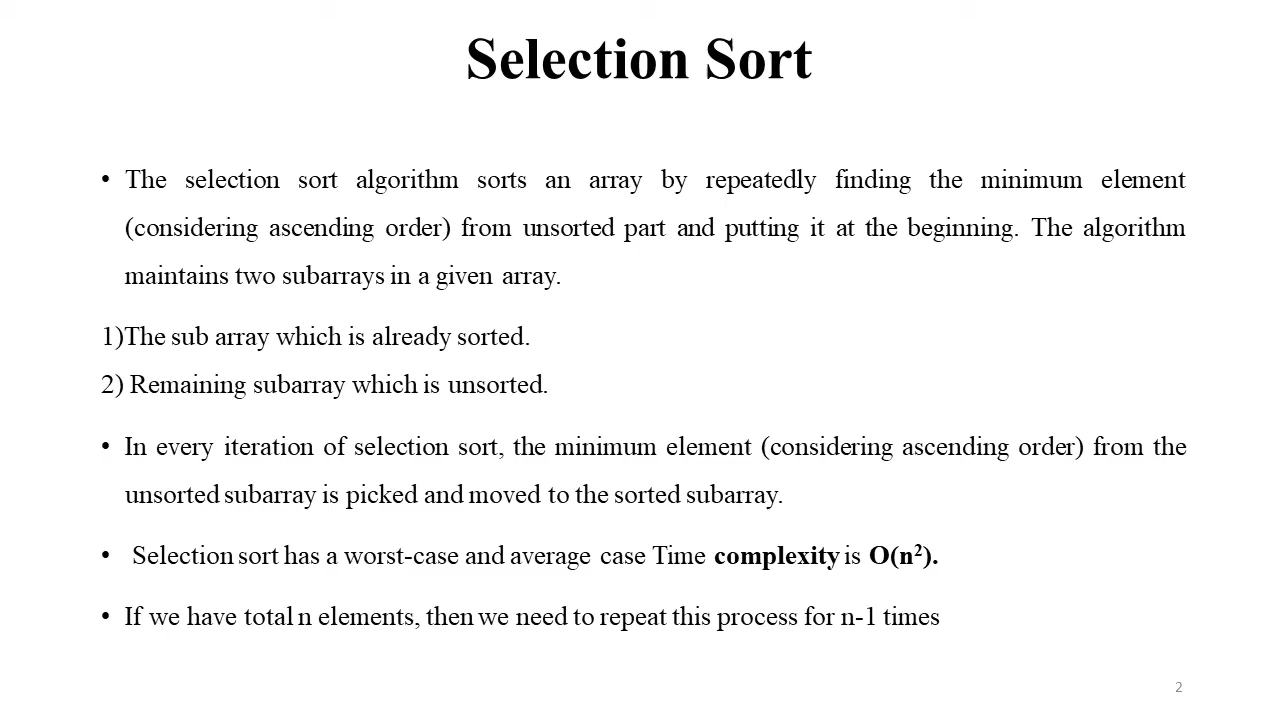 Selection Sort
• The selection sort algorithm sorts an array by repeatedly finding the minimum element
(considering ascending order) from unsorted part and putting it at the beginning. The algorithm
maintains two subarrays in a given array.
1)The sub array which is already sorted.
2) Remaining subarray which is unsorted.
• In every iteration of selection sort, the minimum element (considering ascending order) from the
unsorted subarray is picked and moved to the sorted subarray.
• Selection sort has a worst-case and average case Time complexity is O(n²).
• If we have total n elements, then we need to repeat this process for n-1 times
2